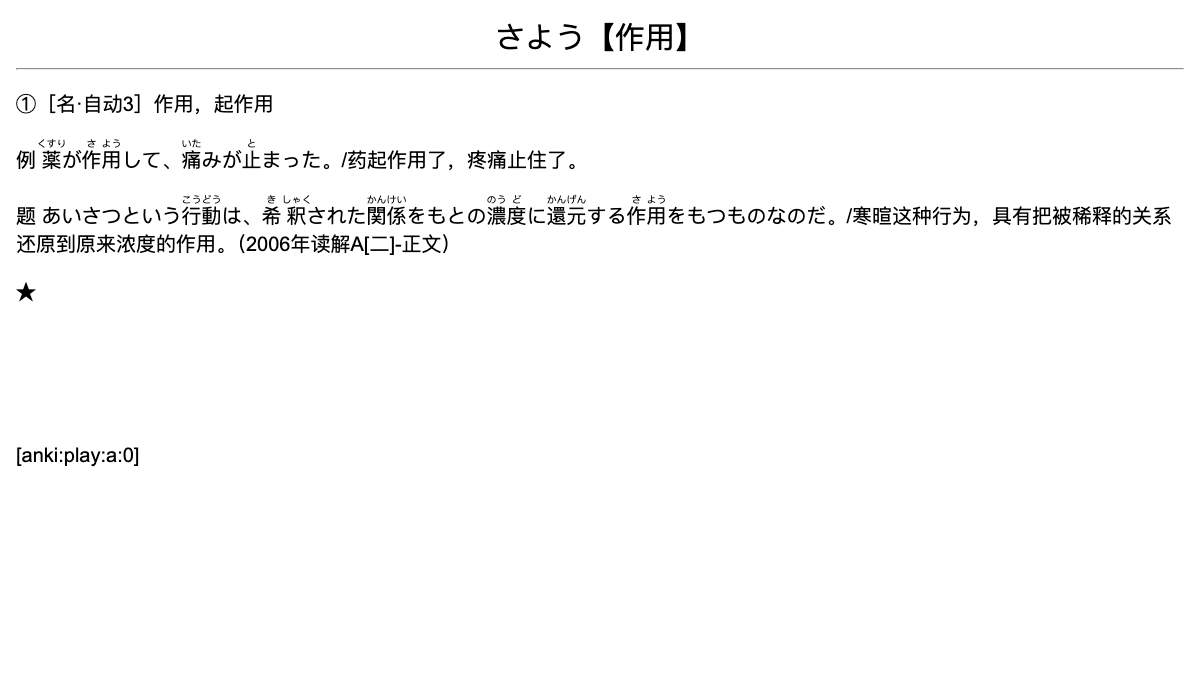 さよう【作用】
①［名·自动3］作用，起作用
くすり さ よう いた と
例 薬が作用して、痛みが止まった。/药起作用了，疼痛止住了。
こうどう き しゃく かんけい のう ど かんげん さ よう
题 あいさつという行動は、希釈された関係をもとの濃度に還元する作用をもつものなのだ。/寒暄这种行为，具有把被稀释的关系
还原到原来浓度的作用。（2006年读解A[二]-正文）
★
[anki:play:a:0]